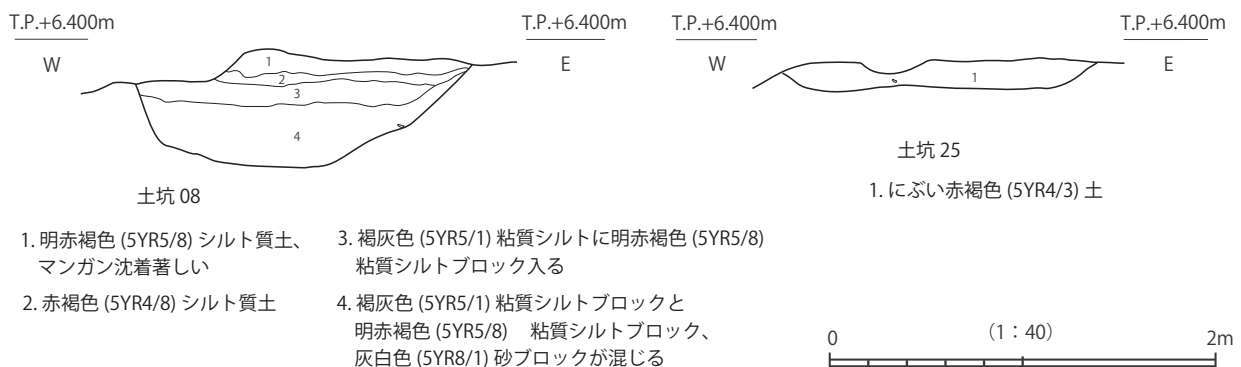 T.P.+6.400m
W
T.P.+6.400m
E
1
2
3
4
土坑 08
1. 明赤褐色 (5YR5/8) シルト質土、
マンガン沈着著しい
2. 赤褐色 (5YR4/8) シルト質土
3. 褐灰色 (5YR5/1) 粘質シルトに明赤褐色 (5YR5/8)
粘質シルトブロック入る
4. 褐灰色 (5YR5/1) 粘質シルトブロックと
明赤褐色 (5YR5/8)　粘質シルトブロック、
灰白色 (5YR8/1) 砂ブロックが混じる
T.P.+6.400m
W
T.P.+6.400m
E
1
土坑 25
1. にぶい赤褐色 (5YR4/3) 土
0 (1：40) 2m